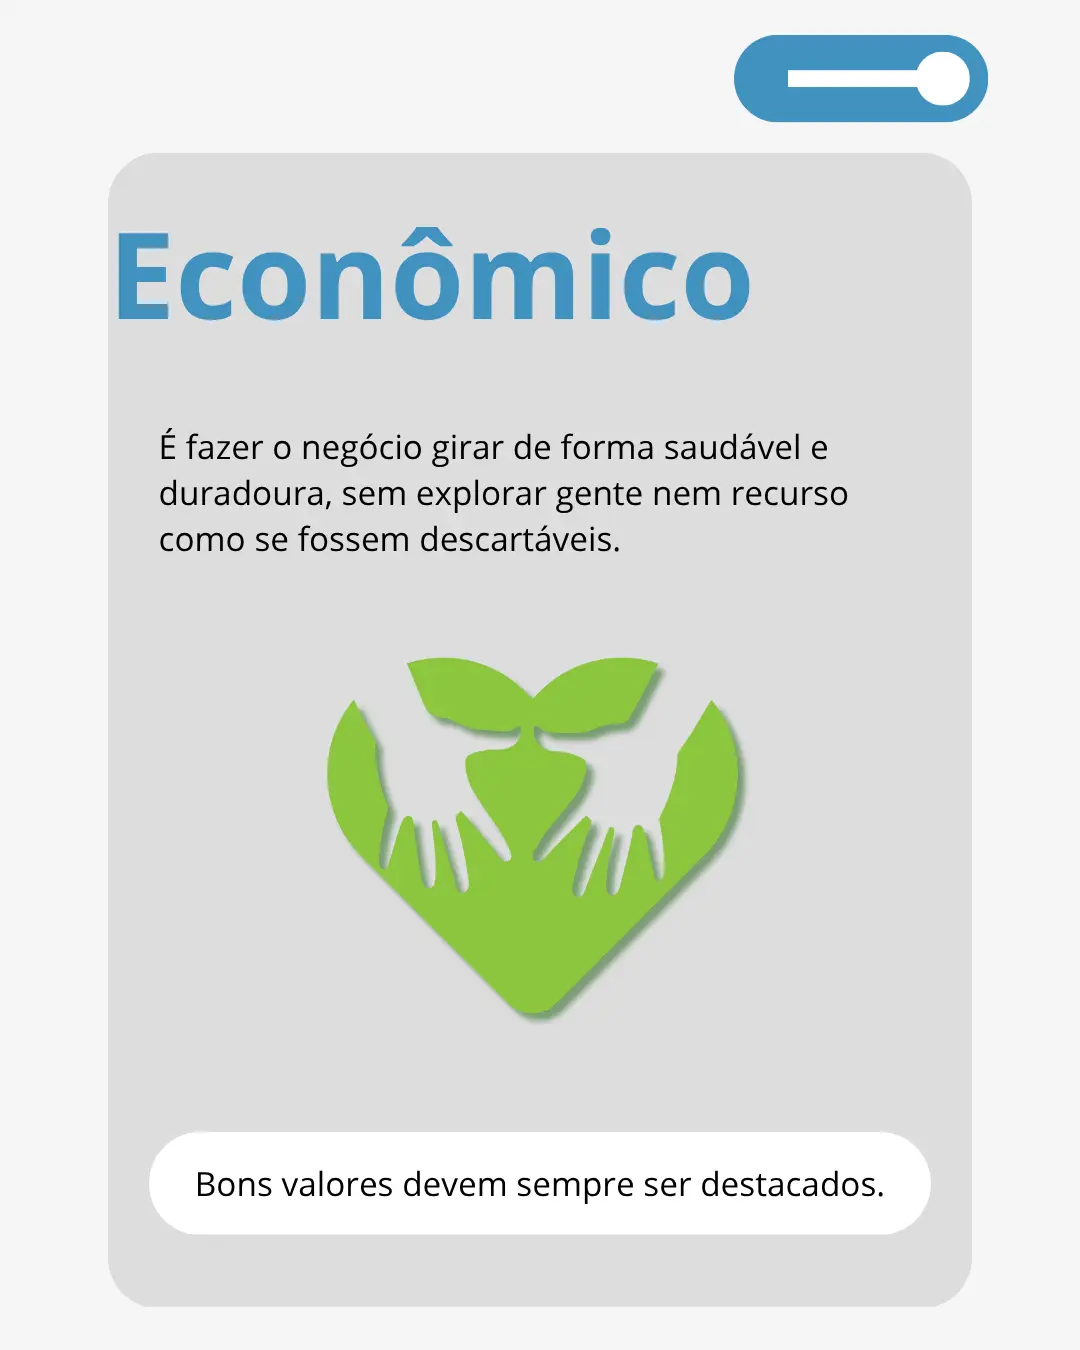 Econômico
É fazer o negócio girar de forma saudável e
duradoura, sem explorar gente nem recurso
como se fossem descartáveis.
Bons valores devem sempre ser destacados.